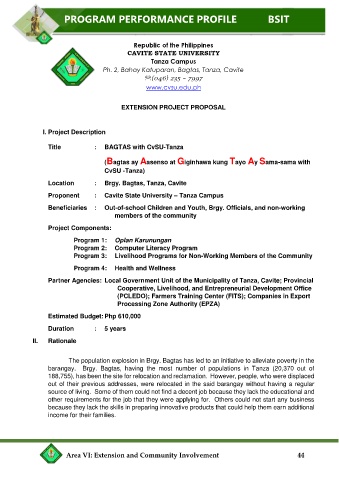 PROGRAM PERFORMANCE PROFILE BSIT
Republic of the Philippines
CAVITE STATE UNIVERSITY
Tanza Campus
Ph. 2, Bahay Katuparan, Bagtas, Tanza, Cavite
☎(046) 235 – 7997
www.cvsu.edu.ph
EXTENSION PROJECT PROPOSAL
I. Project Description
Title : BAGTAS with CvSU-Tanza
(Bagtas ay Aasenso at Giginhawa kung Tayo Ay Sama-sama with
CvSU -Tanza)
Location : Brgy. Bagtas, Tanza, Cavite
Proponent : Cavite State University – Tanza Campus
Beneficiaries : Out-of-school Children and Youth, Brgy. Officials, and non-working
members of the community
Project Components:
Program 1: Oplan Karunungan
Program 2: Computer Literacy Program
Program 3: Livelihood Programs for Non-Working Members of the Community
Program 4: Health and Wellness
Partner Agencies: Local Government Unit of the Municipality of Tanza, Cavite; Provincial
Cooperative, Livelihood, and Entrepreneurial Development Office
(PCLEDO); Farmers Training Center (FITS); Companies in Export
Processing Zone Authority (EPZA)
Estimated Budget: Php 610,000
Duration : 5 years
II. Rationale
The population explosion in Brgy. Bagtas has led to an initiative to alleviate poverty in the
barangay. Brgy. Bagtas, having the most number of populations in Tanza (20,370 out of
188,755), has been the site for relocation and reclamation. However, people, who were displaced
out of their previous addresses, were relocated in the said barangay without having a regular
source of living. Some of them could not find a decent job because they lack the educational and
other requirements for the job that they were applying for. Others could not start any business
because they lack the skills in preparing innovative products that could help them earn additional
income for their families.
Area VI: Extension and Community Involvement 44